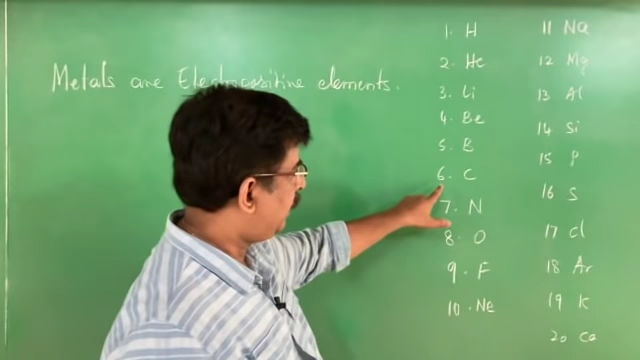 Metals are Electropositive elements.
1. H
2. He
3. Li
4. Be
5. B
6. C
7. N
8. O
9. F
10. Ne
11 Na
12 Mg
13 Al
14 Si
15 P
16 S
17 Cl
18 Ar
19 K
20 Ca